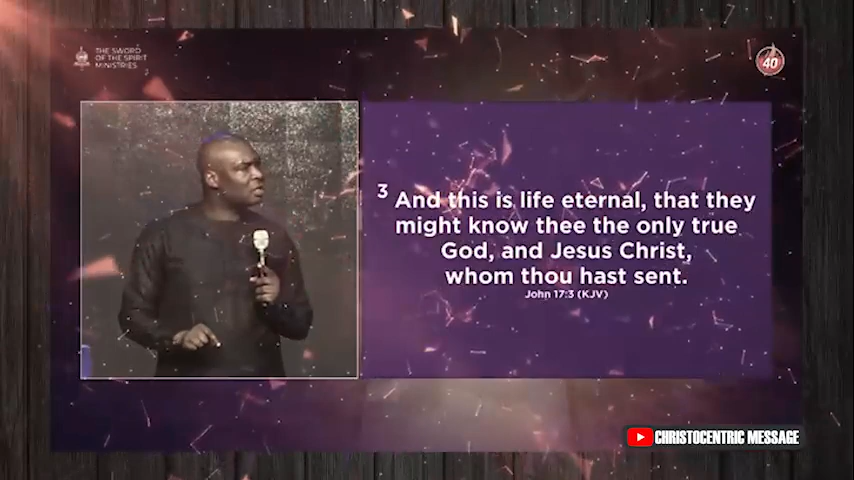 THE SWORD
OF THE SPIRIT
MINISTRIES
40
3 And this is life eternal, that they
might know thee the only true
God, and Jesus Christ,
whom thou hast sent.
John 17:3 (KJV)
CHRISTOCENTRIC MESSAGE